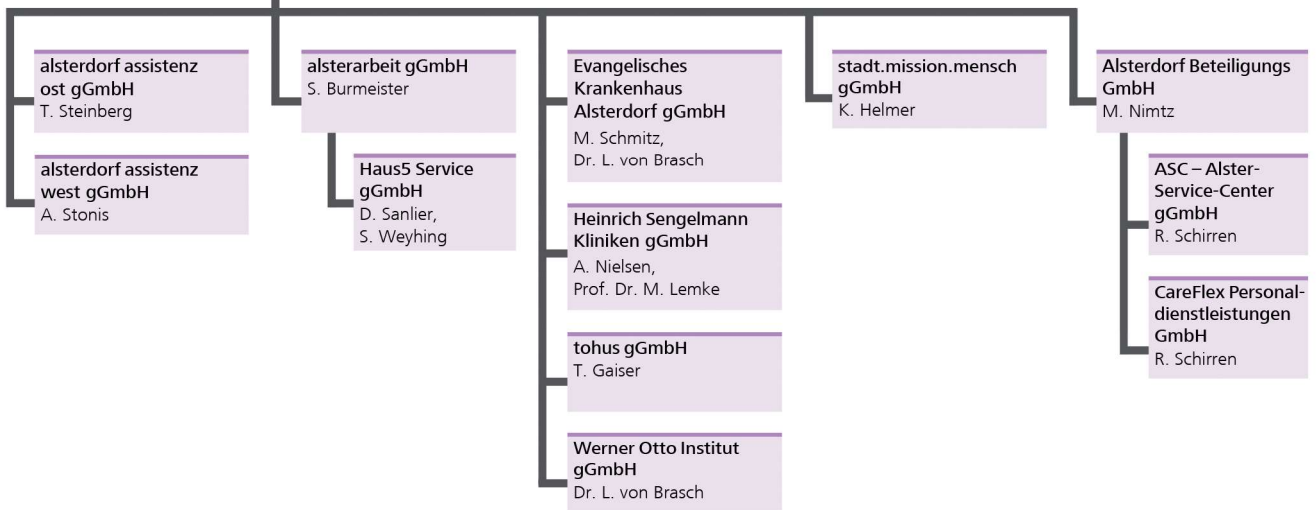 alsterdorf assistenz
ost gGmbH
T. Steinberg
alsterdorf assistenz
west gGmbH
A. Stonis
alsterarbeit gGmbH
S. Burmeister
Haus5 Service
gGmbH
D. Sanlier,
S. Weyhing
Evangelisches
Krankenhaus
Alsterdorf gGmbH
M. Schmitz,
Dr. L. von Brasch
Heinrich Sengelmann
Kliniken gGmbH
A. Nielsen,
Prof. Dr. M. Lemke
tohus gGmbH
T. Gaiser
Werner Otto Institut
gGmbH
Dr. L. von Brasch
stadt.mission.mensch
gGmbH
K. Helmer
Alsterdorf Beteiligungs
GmbH
M. Nimtz
ASC – Alster-
Service-Center
gGmbH
R. Schirren
CareFlex Personal-
dienstleistungen
GmbH
R. Schirren